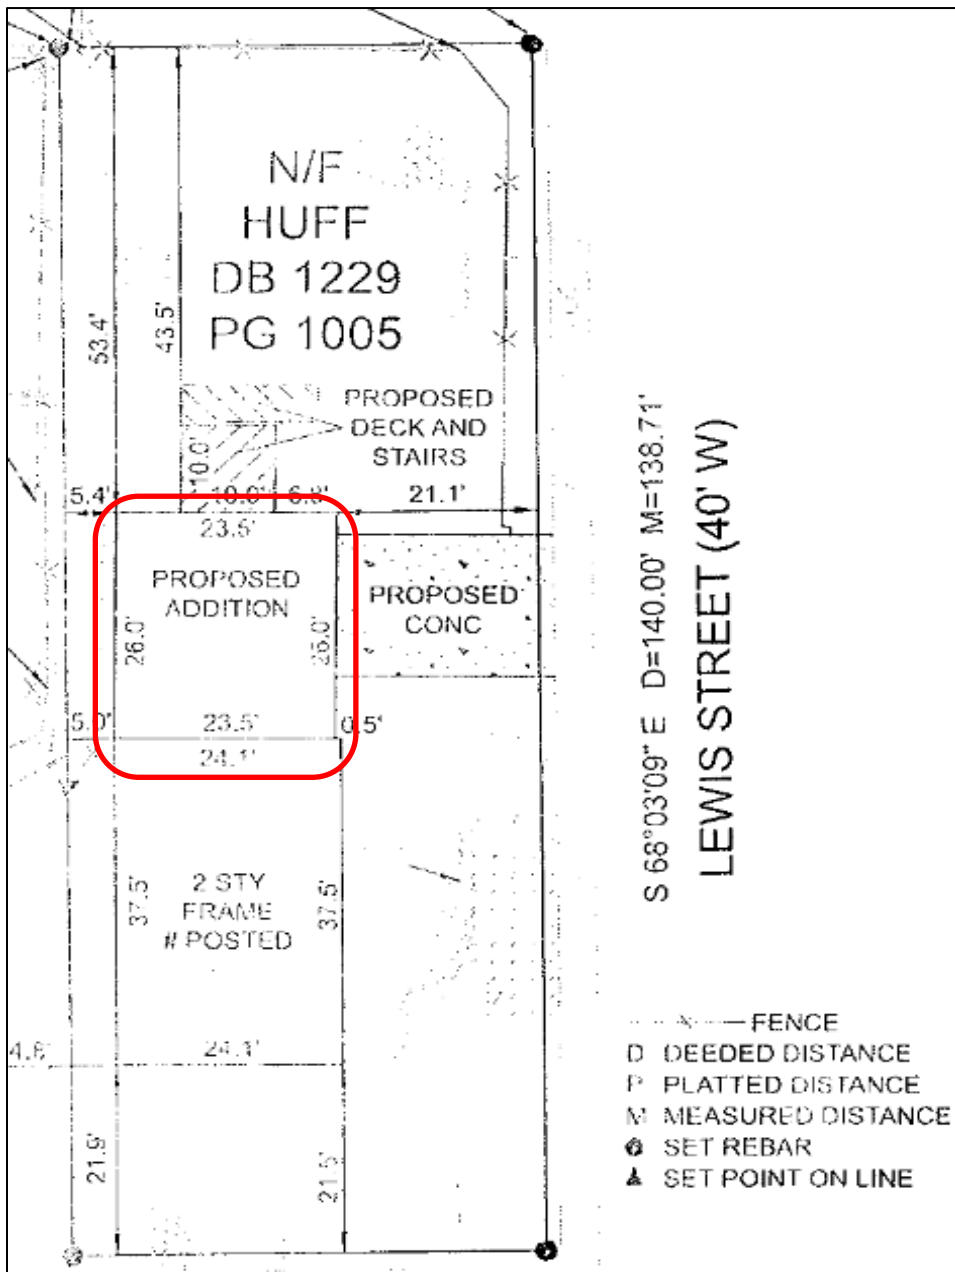 N/F
HUFF
DB 1229
PG 1005
53.4'
43.5'
PROPOSED
DECK AND
STAIRS
10.0'
5.4'
10.0'
6.8'
21.1'
23.5'
PROPOSED
ADDITION
26.0'
26.0'
PROPOSED
CONC
5.0'
23.5'
0.5'
24.1'
2 STY
FRAME
# POSTED
37.5'
37.5'
4.8'
24.1'
21.9'
21.5'
S 68°03'09" E D=140.00' M=138.71'
LEWIS STREET (40' W)
FENCE
D DEEDED DISTANCE
P PLATTED DISTANCE
M MEASURED DISTANCE
SET REBAR
SET POINT ON LINE